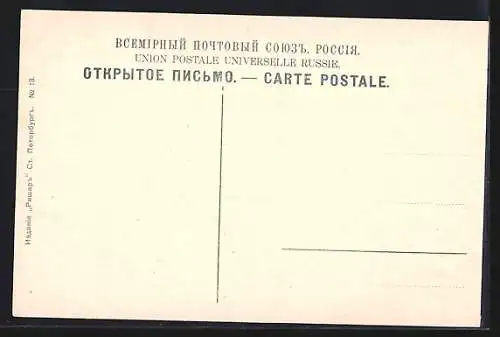 ВСЕМІРНЫЙ ПОЧТОВЫЙ СОЮЗЪ. РОССІЯ.
UNION POSTALE UNIVERSELLE RUSSIE.
ОТКРЫТОЕ ПИСЬМО. — CARTE POSTALE.
Изданіе „Ришаръ" Ст. Петербургъ. № 13.